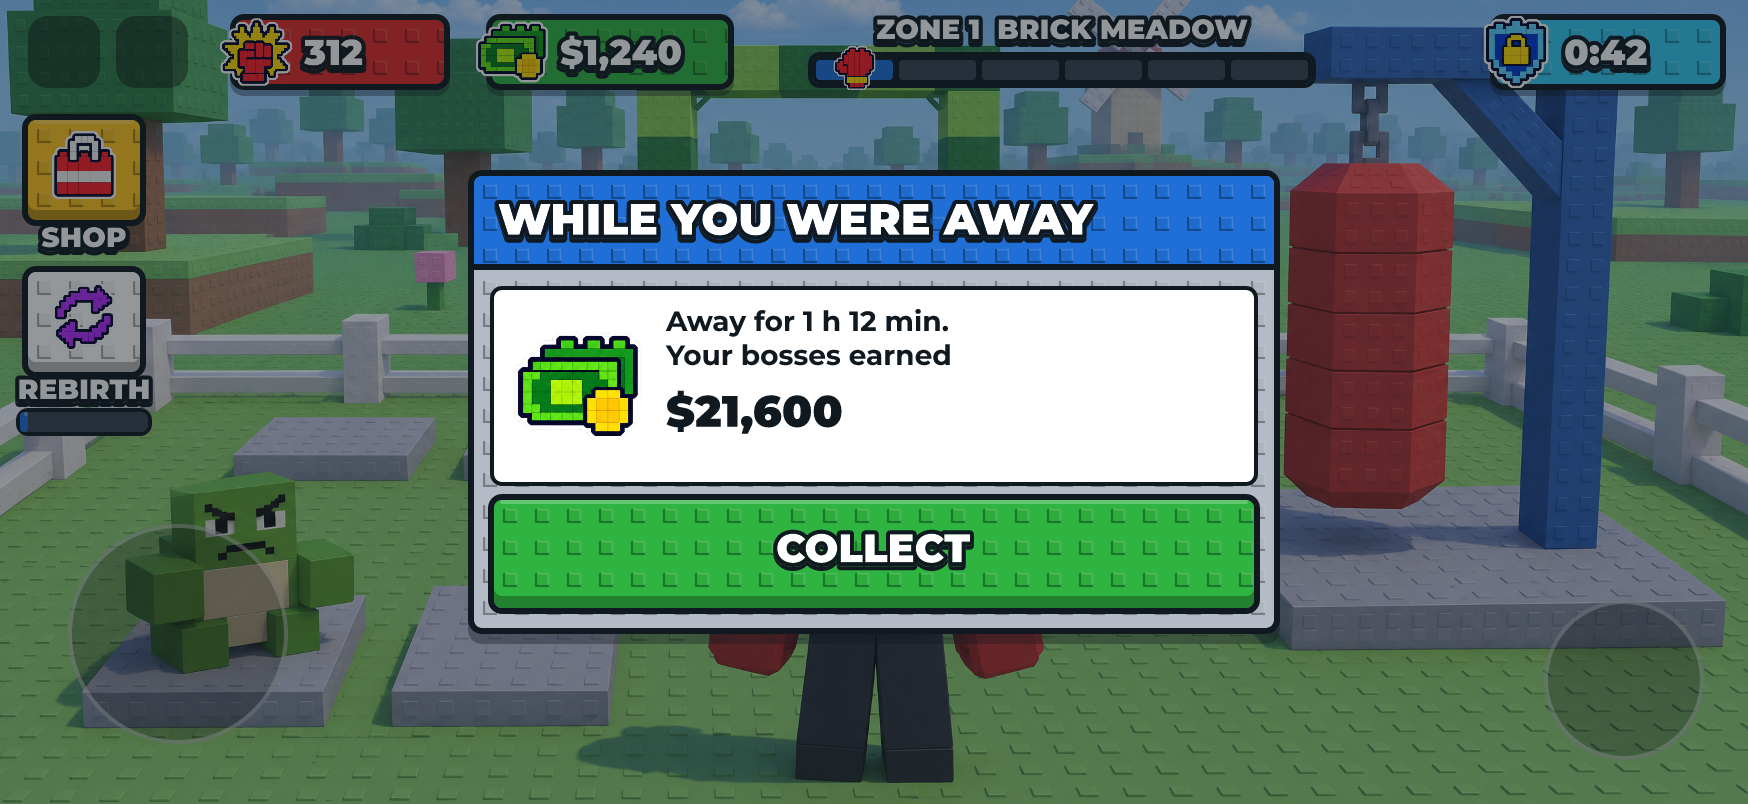 312
$1,240
ZONE 1 BRICK MEADOW
0:42
SHOP
REBIRTH
WHILE YOU WERE AWAY
Away for 1 h 12 min.
Your bosses earned
$21,600
COLLECT